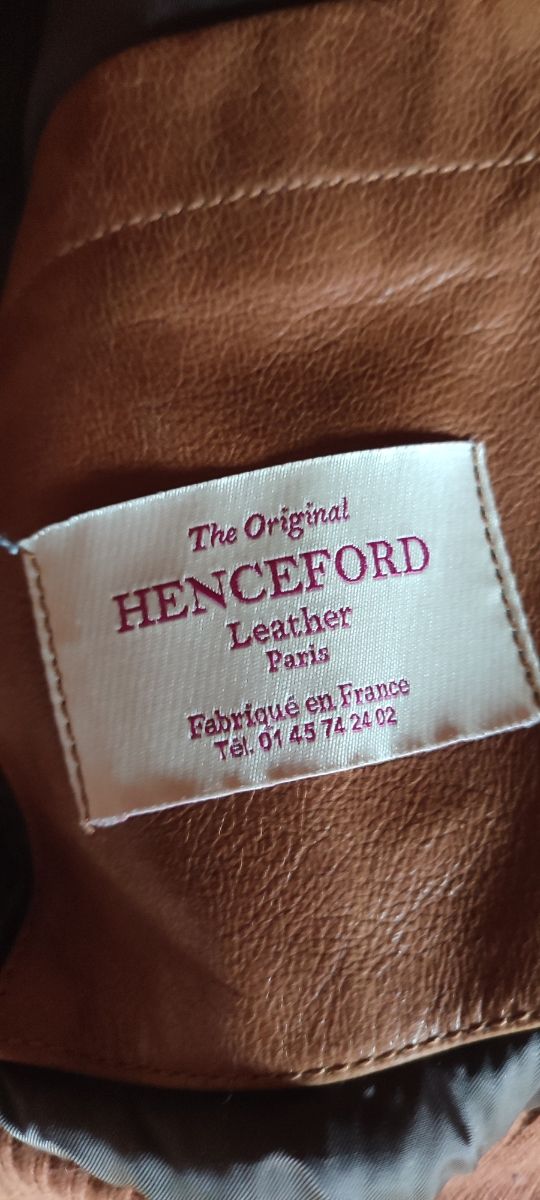 The Original
HENCEFORD
Leather
Paris
Fabriqué en France
Tél. 01 45 74 24 02